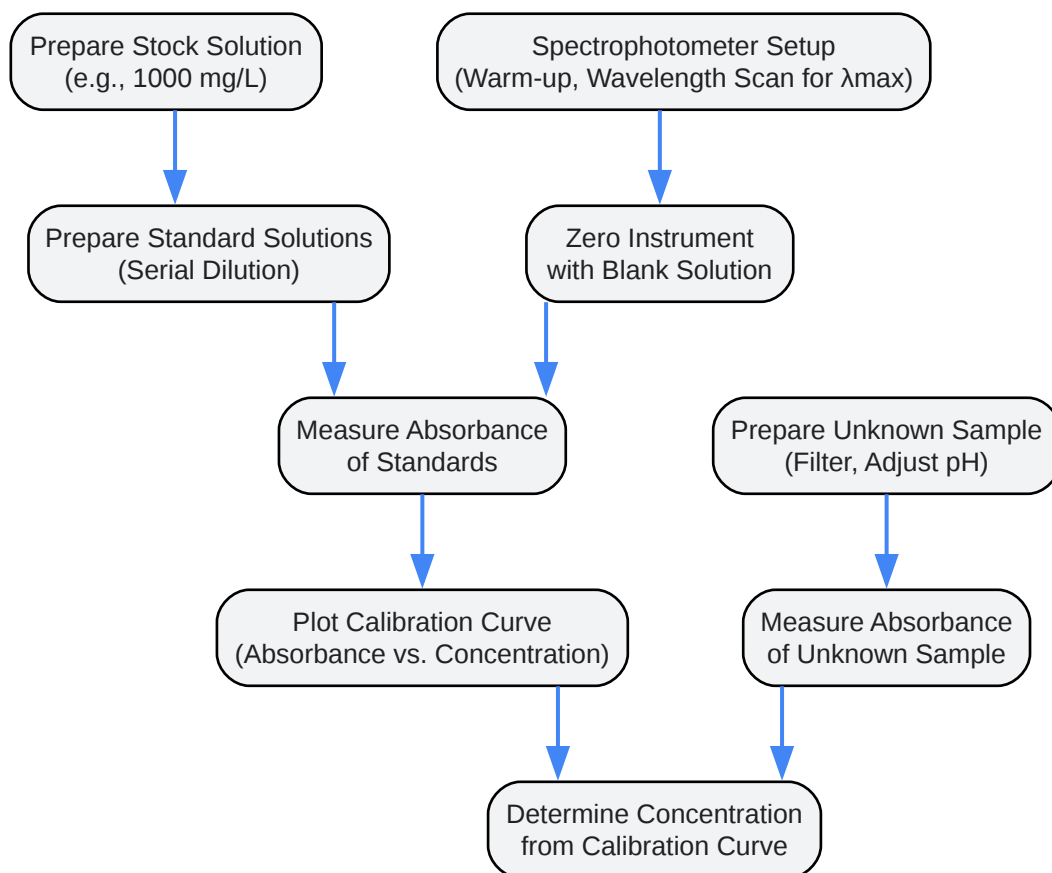 Prepare Stock Solution
(e.g., 1000 mg/L)
Spectrophotometer Setup
(Warm-up, Wavelength Scan for λmax)
Prepare Standard Solutions
(Serial Dilution)
Zero Instrument
with Blank Solution
Measure Absorbance
of Standards
Prepare Unknown Sample
(Filter, Adjust pH)
Plot Calibration Curve
(Absorbance vs. Concentration)
Measure Absorbance
of Unknown Sample
Determine Concentration
from Calibration Curve